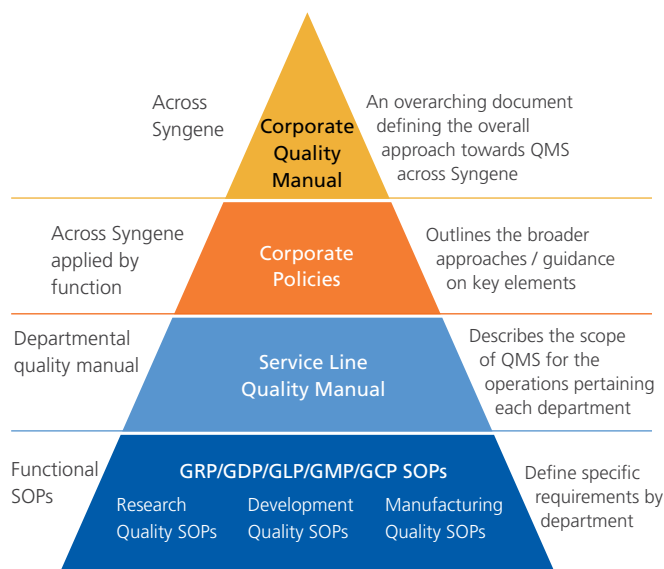 Across
Syngene
Corporate
Quality
Manual
An overarching document
defining the overall
approach towards QMS
across Syngene
Across Syngene
applied by
function
Corporate
Policies
Outlines the broader
approaches / guidance
on key elements
Departmental
quality manual
Service Line
Quality Manual
Describes the scope
of QMS for the
operations pertaining
each department
Functional
SOPs
GRP/GDP/GLP/GMP/GCP SOPs
Research
Quality SOPs
Development
Quality SOPs
Manufacturing
Quality SOPs
Define specific
requirements by
department